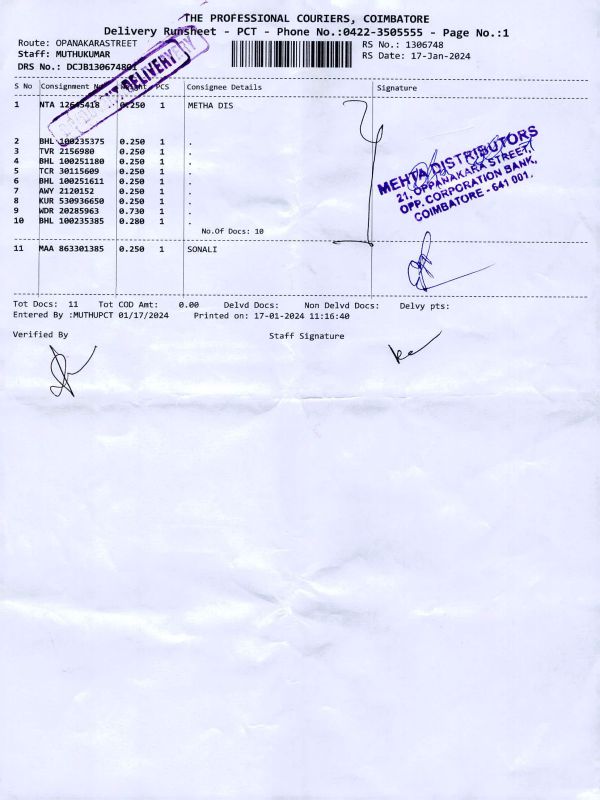 THE PROFESSIONAL COURIERS, COIMBATORE
Delivery Runsheet - PCT - Phone No.:0422-3505555 - Page No.:1
Route: OPANAKARASTREET RS No.: 1306748
Staff: MUTHUKUMAR RS Date: 17-Jan-2024
DRS No.: DCJB130674801
DELIVERY
S No Consignment No Weight PCS Consignee Details Signature
1 NTA 12645418 0.250 1 METHA DIS
2 BHL 100235375 0.250 1 .
3 TVR 2156980 0.250 1 .
4 BHL 100251180 0.250 1 .
5 TCR 30115609 0.250 1 .
6 BHL 100251611 0.250 1 .
7 AWY 2120152 0.250 1 .
8 KUR 530936650 0.250 1 .
9 WDR 20285963 0.730 1 .
10 BHL 100235385 0.280 1 .
No.Of Docs: 10
MEHTA DISTRIBUTORS
21, OPPANAKARA STREET,
OPP. CORPORATION BANK,
COIMBATORE - 641 001.
11 MAA 863301385 0.250 1 SONALI
Tot Docs: 11 Tot COD Amt: 0.00 Delvd Docs: Non Delvd Docs: Delvy pts:
Entered By :MUTHUPCT 01/17/2024 Printed on: 17-01-2024 11:16:40
Verified By Staff Signature